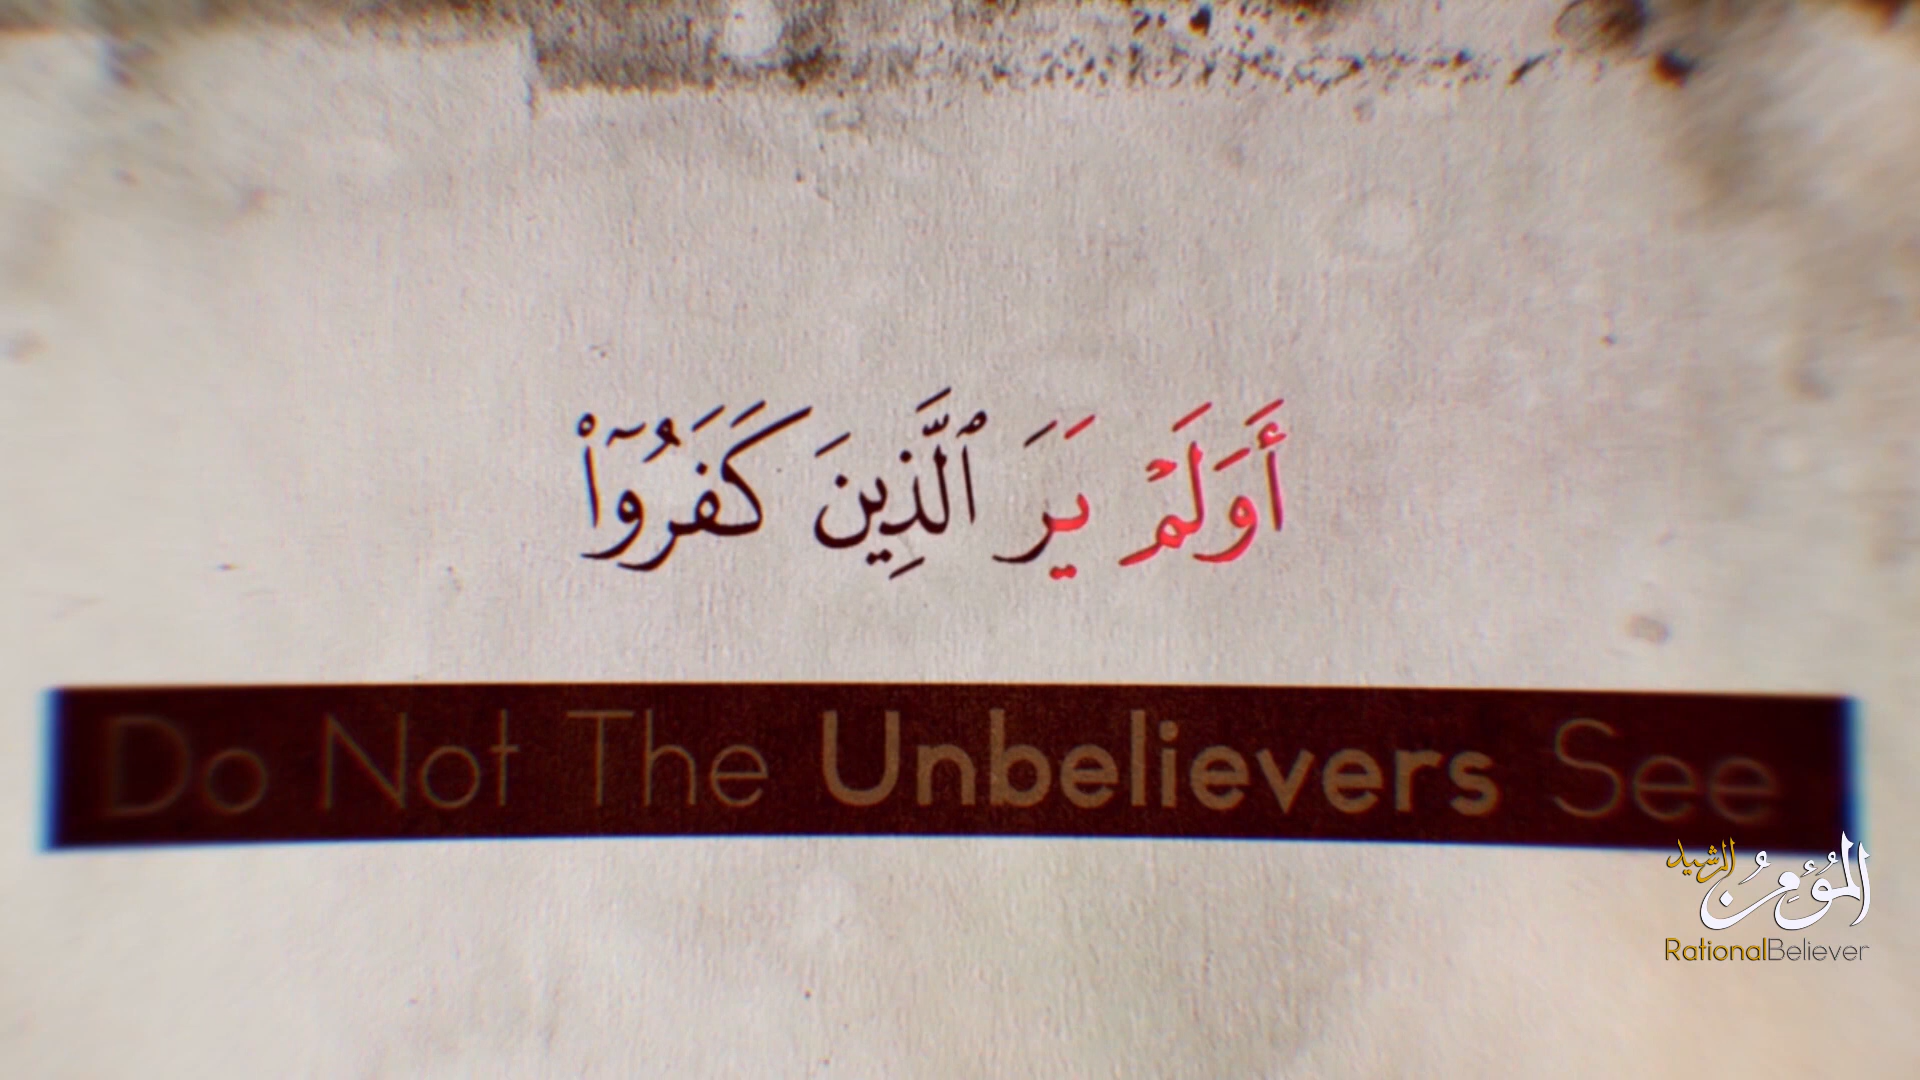 أَوَلَمْ يَرَ ٱلَّذِينَ كَفَرُوٓا۟
Do Not The Unbelievers See
المؤمن الرشيد
RationalBeliever